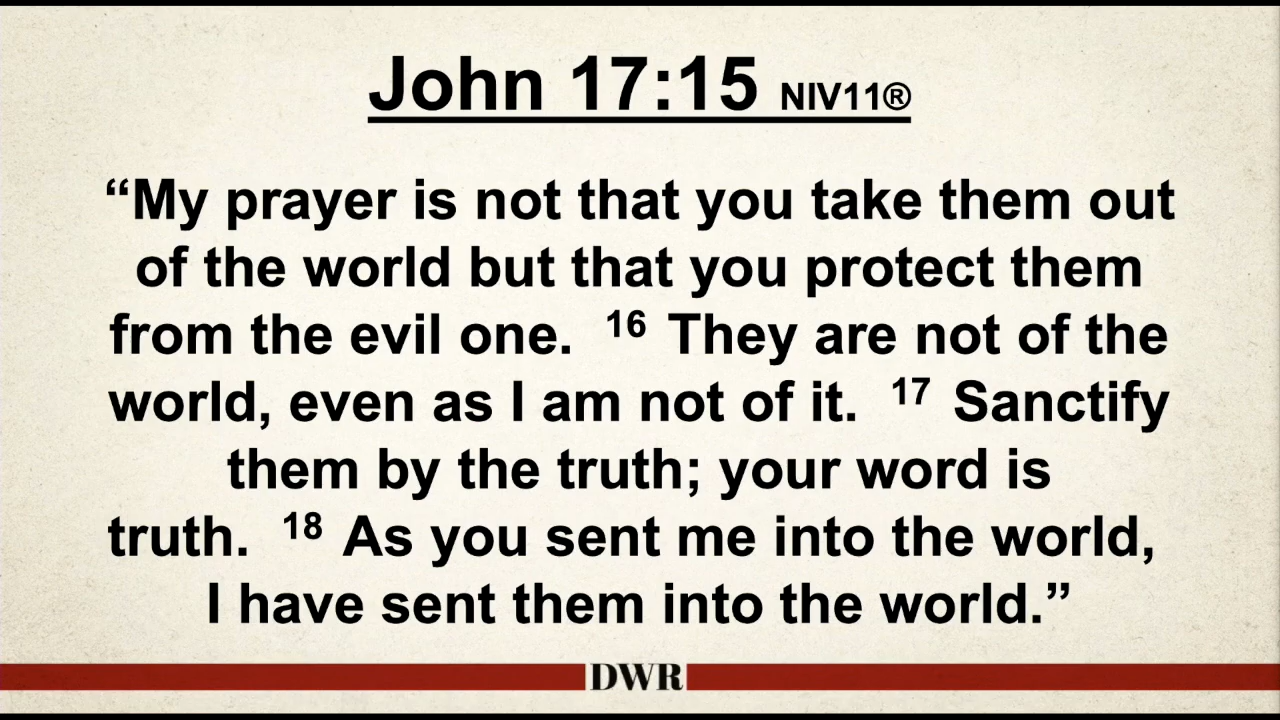 John 17:15 NIV11®
“My prayer is not that you take them out
of the world but that you protect them
from the evil one. 16 They are not of the
world, even as I am not of it. 17 Sanctify
them by the truth; your word is
truth. 18 As you sent me into the world,
I have sent them into the world.”
DWR